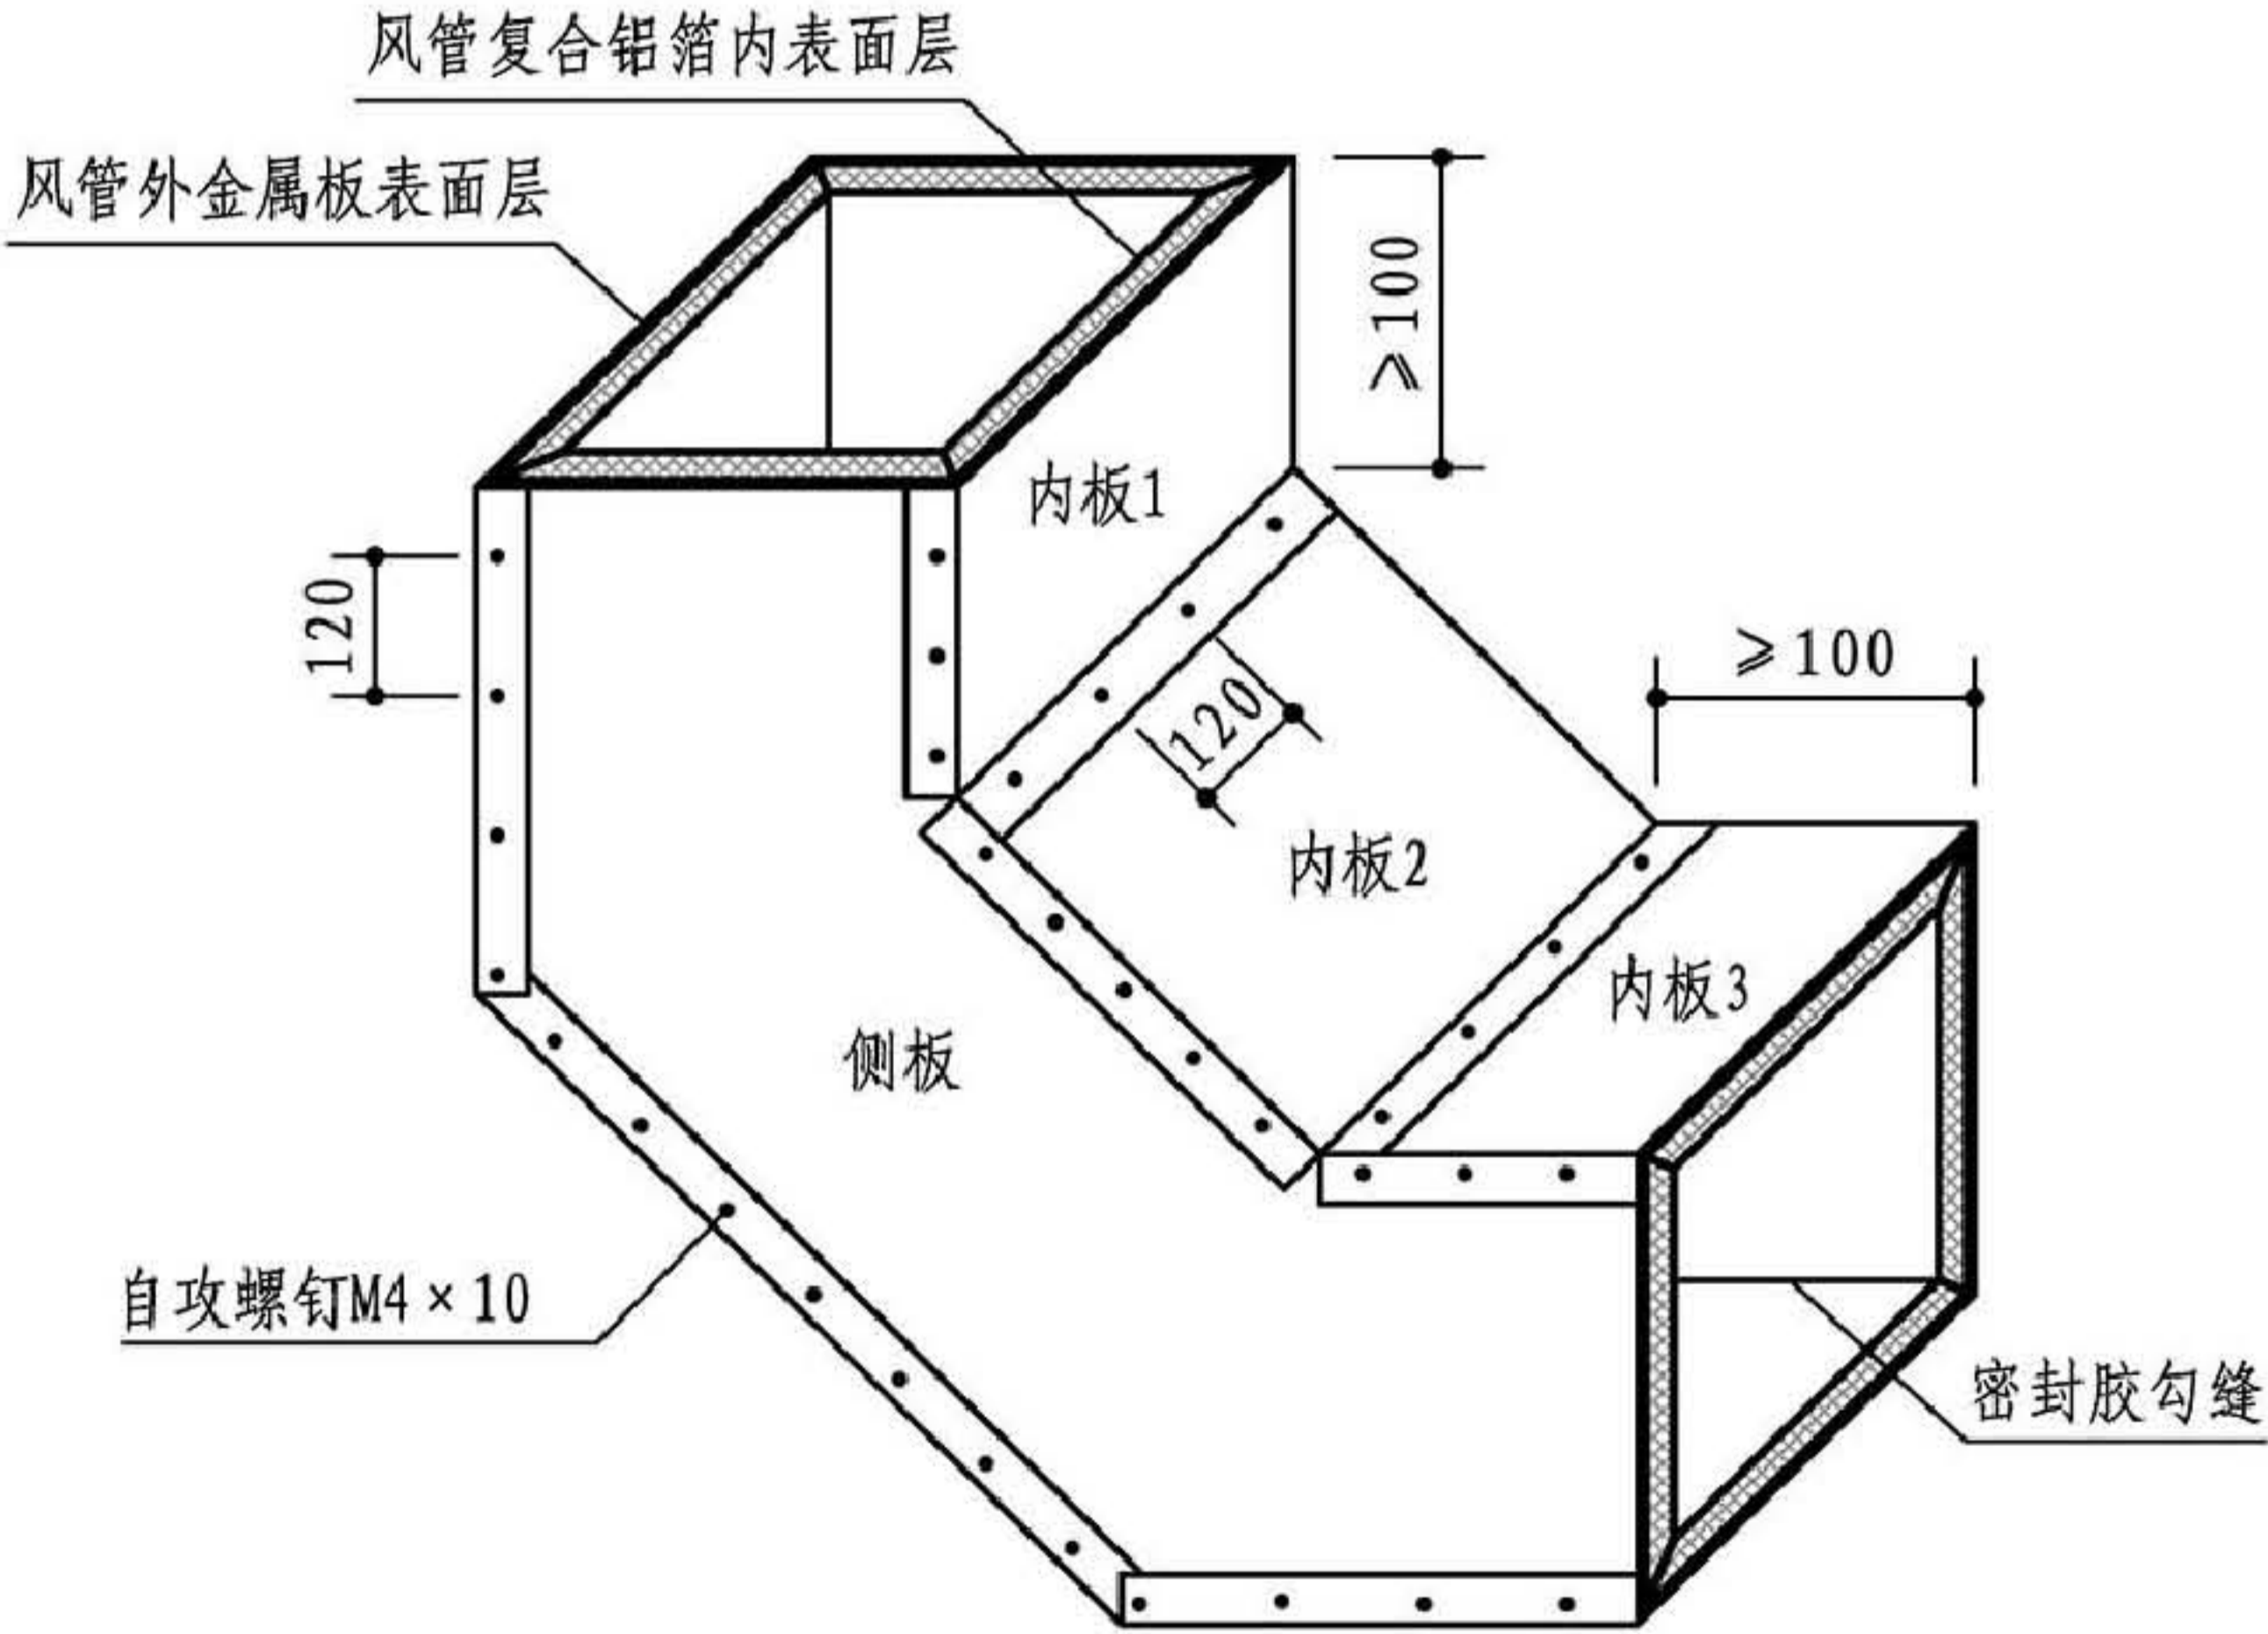 风管复合铝箔内表面层
风管外金属板表面层
≥100
内板1
120
≥100
120
内板2
内板3
侧板
自攻螺钉M4×10
密封胶勾缝